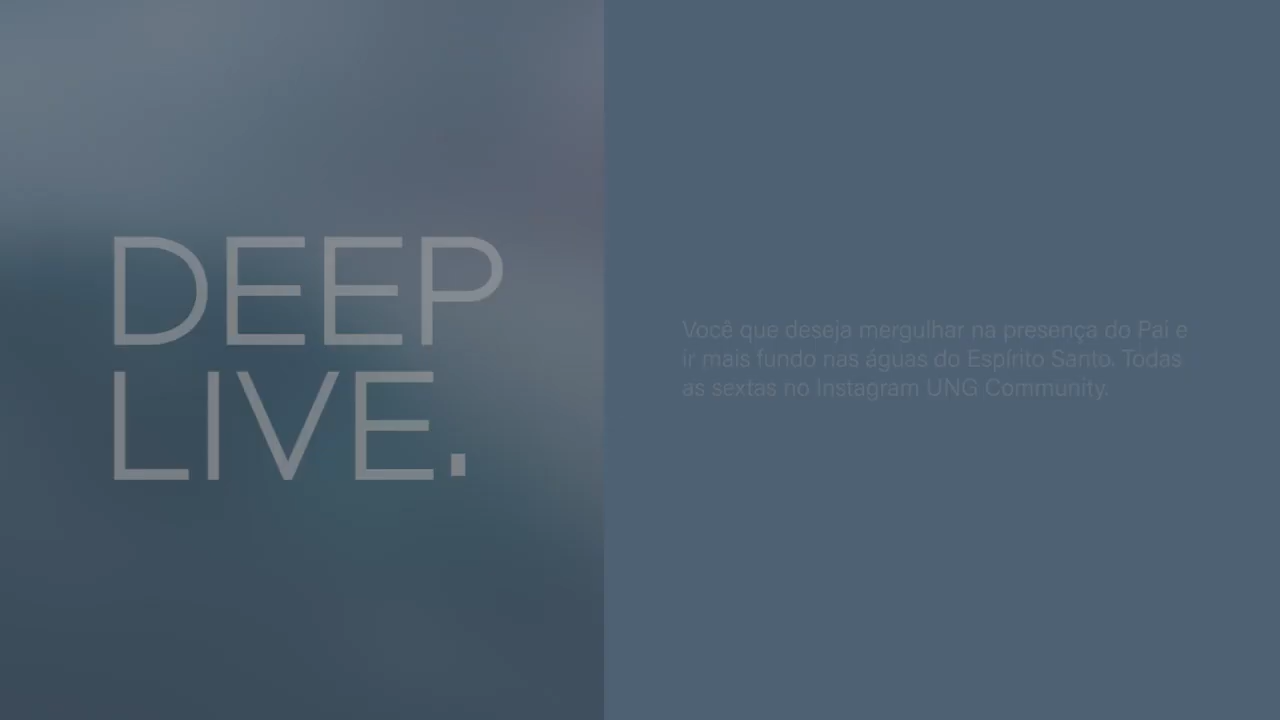 DEEP
LIVE.
Você que deseja mergulhar na presença do Pai e
ir mais fundo nas águas do Espírito Santo. Todas
as sextas no Instagram UNG Community.